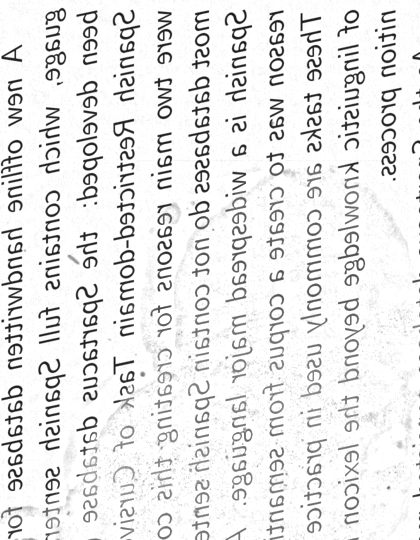 A new offline handwritten database for
guage, which contains full Spanish senten
been developed: the Spartacus database
Spanish Restricted-domain Task of Cursiv
were two main reasons for creating this co
most databases do not contain Spanish sente
Spanish is a widespread major language. A
reason was to create a corpus from semanti
These tasks are commonly used in practice
of linguistic knowledge beyond the lexicon
nition process.